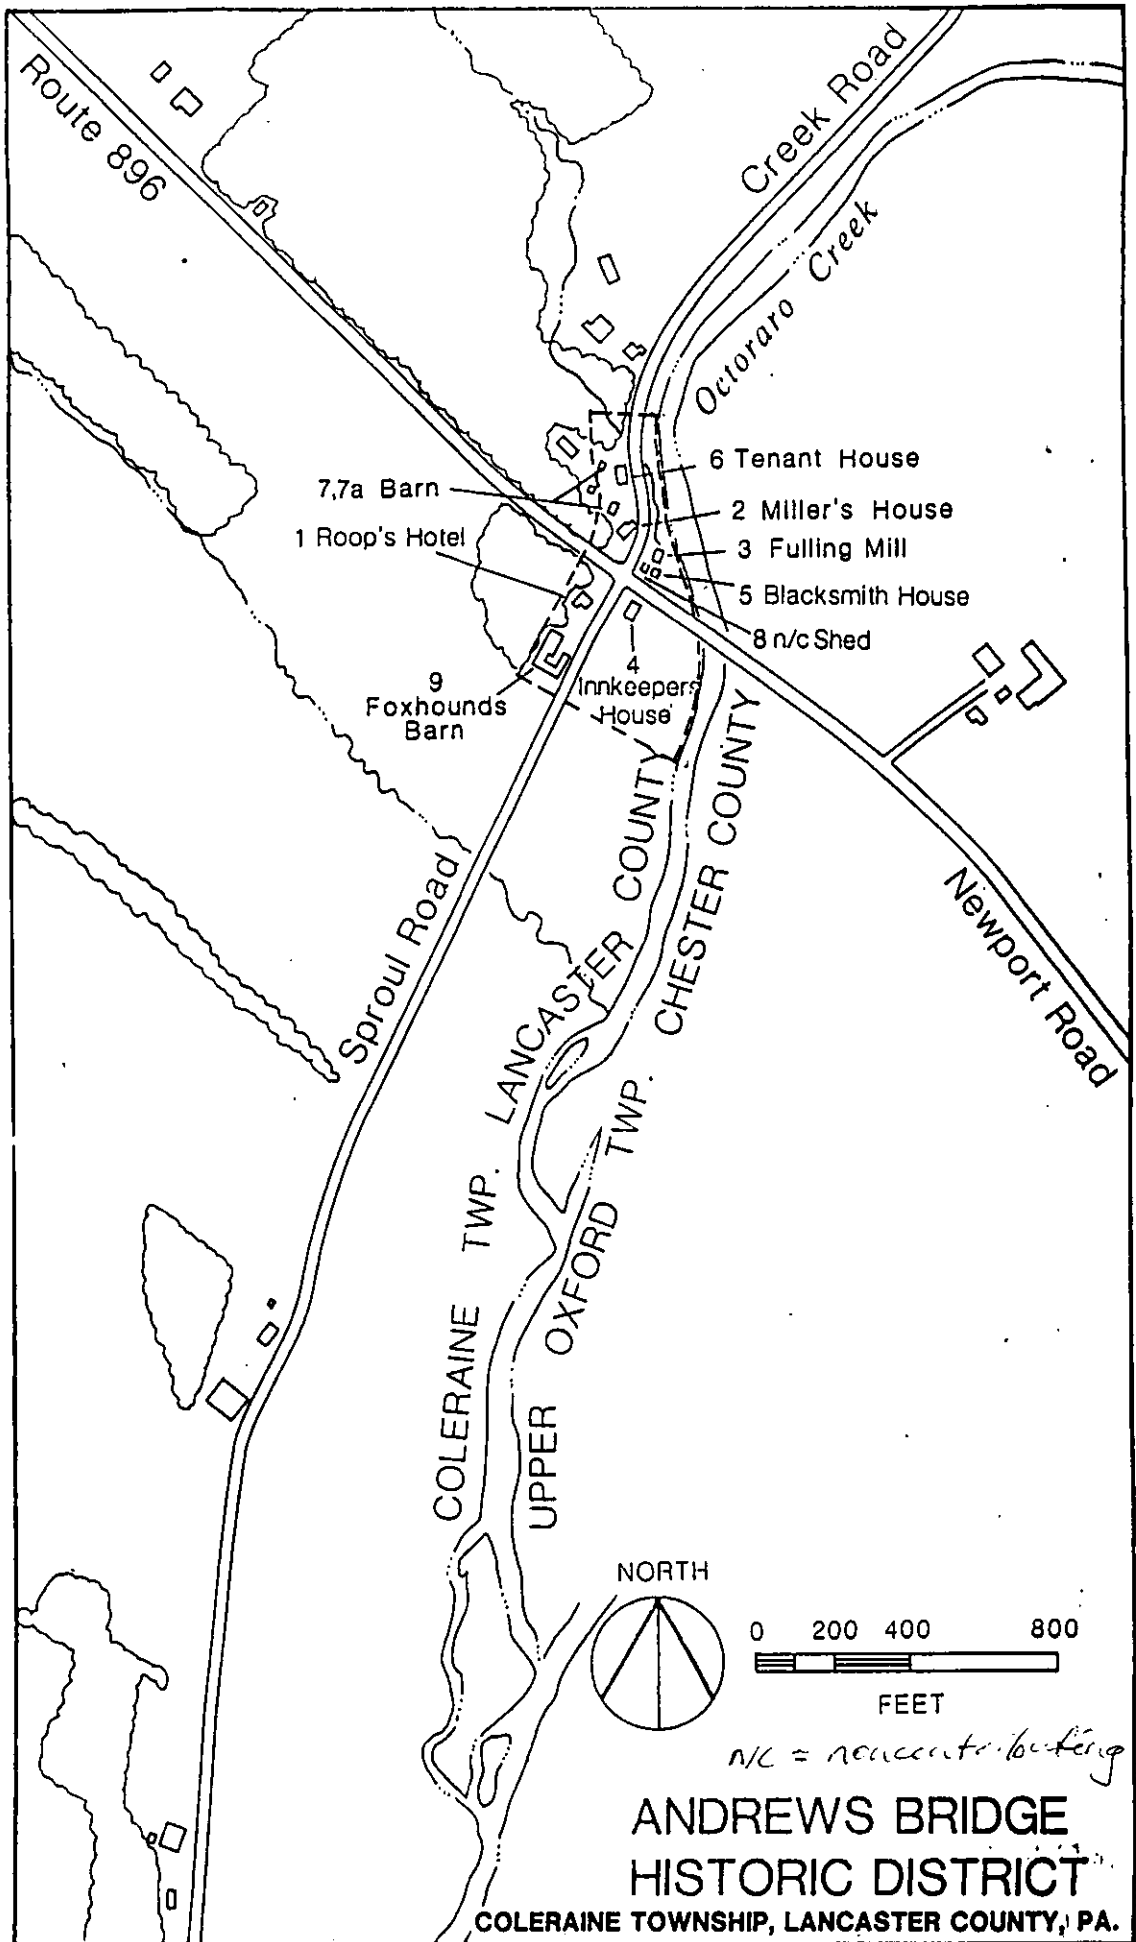 Route 896
Creek Road
Octoraro Creek
6 Tenant House
7,7a Barn
2 Miller's House
1 Roop's Hotel
3 Fulling Mill
5 Blacksmith House
8 n/c Shed
4
Innkeepers
House
9
Foxhounds
Barn
LANCASTER COUNTY
CHESTER COUNTY
Newport Road
Sproul Road
COLERAINE TWP.
UPPER OXFORD TWP.
NORTH
0 200 400 800
FEET
n/c = noncontributing
ANDREWS BRIDGE
HISTORIC DISTRICT
COLERAINE TOWNSHIP, LANCASTER COUNTY, PA.